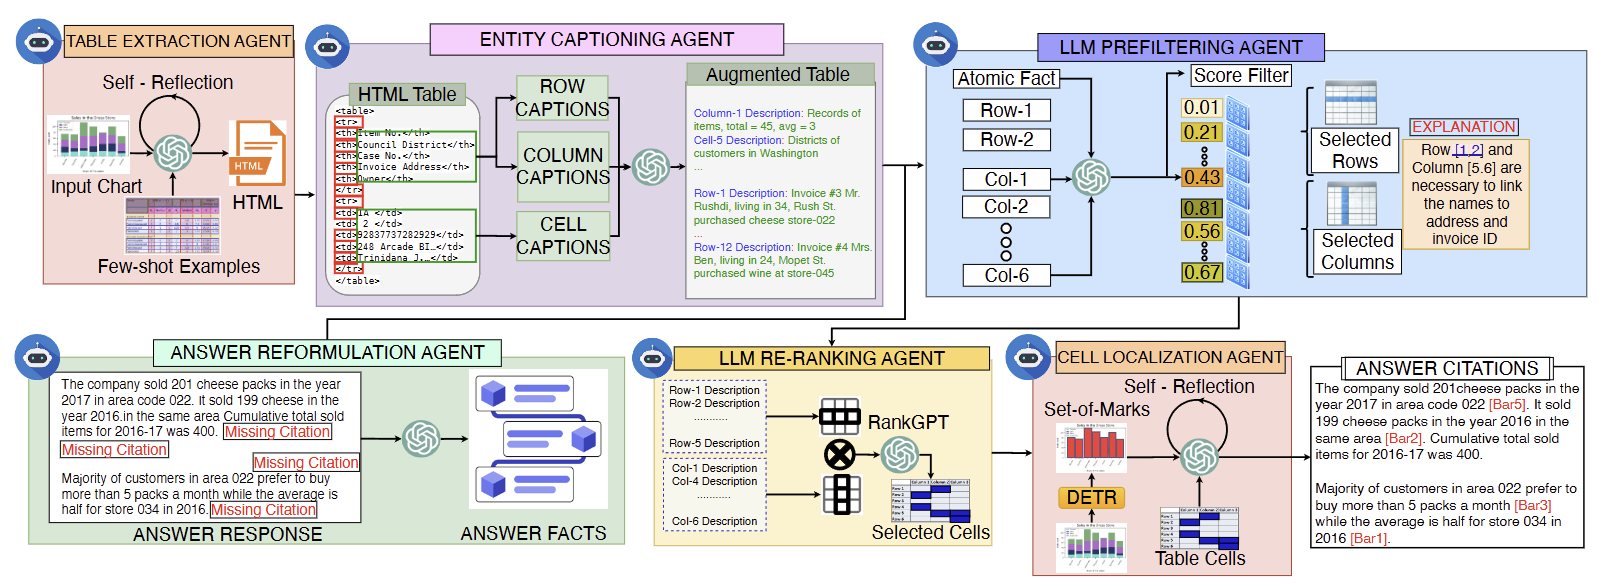 TABLE EXTRACTION AGENT
Self - Reflection
Input Chart
HTML
HTML
Few-shot Examples
ENTITY CAPTIONING AGENT
HTML Table
<table>
<tr>
<th>Item No.</th>
<th>Council District</th>
<th>Case No.</th>
<th>Invoice Address</th>
<th>Owner</th>
</tr>
<tr>
<td>IA </td>
<td> 2 </td>
<td>92837737282929</td>
<td>248 Arcade BI…</td>
<td>Trinidana J.…</td>
</tr>
</table>
ROW
CAPTIONS
COLUMN
CAPTIONS
CELL
CAPTIONS
Augmented Table
Column-1 Description: Records of
items, total = 45, avg = 3
Cell-5 Description: Districts of
customers in Washington
...
Row-1 Description: Invoice #3 Mr.
Rushdi, living in 34, Rush St.
purchased cheese store-022
...
Row-12 Description: Invoice #4 Mrs.
Ben, living in 24, Mopet St.
purchased wine at store-045
LLM PREFILTERING AGENT
Atomic Fact
Row-1
Row-2
Col-1
Col-2
Col-6
Score Filter
0.01
0.21
0.43
0.81
0.56
0.67
Selected
Rows
Selected
Columns
EXPLANATION
Row [1,2] and
Column [5.6] are
necessary to link
the names to
address and
invoice ID
ANSWER REFORMULATION AGENT
The company sold 201 cheese packs in the year
2017 in area code 022. It sold 199 cheese in the
year 2016.in the same area Cumulative total sold
items for 2016-17 was 400. Missing Citation
Missing Citation
Missing Citation
Majority of customers in area 022 prefer to buy
more than 5 packs a month while the average is
half for store 034 in 2016. Missing Citation
ANSWER RESPONSE
ANSWER FACTS
LLM RE-RANKING AGENT
Row-1 Description
Row-2 Description
...........
Row-5 Description
Col-1 Description
Col-4 Description
...........
Col-6 Description
RankGPT
Column 1 Column 2 Column 3
Row 1
Row 2
Selected Cells
CELL LOCALIZATION AGENT
Self - Reflection
Set-of-Marks
DETR
Table Cells
ANSWER CITATIONS
The company sold 201cheese packs in the
year 2017 in area code 022 [Bar5]. It sold
199 cheese packs in the year 2016 in the
same area [Bar2]. Cumulative total sold
items for 2016-17 was 400.
Majority of customers in area 022 prefer to
buy more than 5 packs a month [Bar3]
while the average is half for store 034 in
2016 [Bar1].